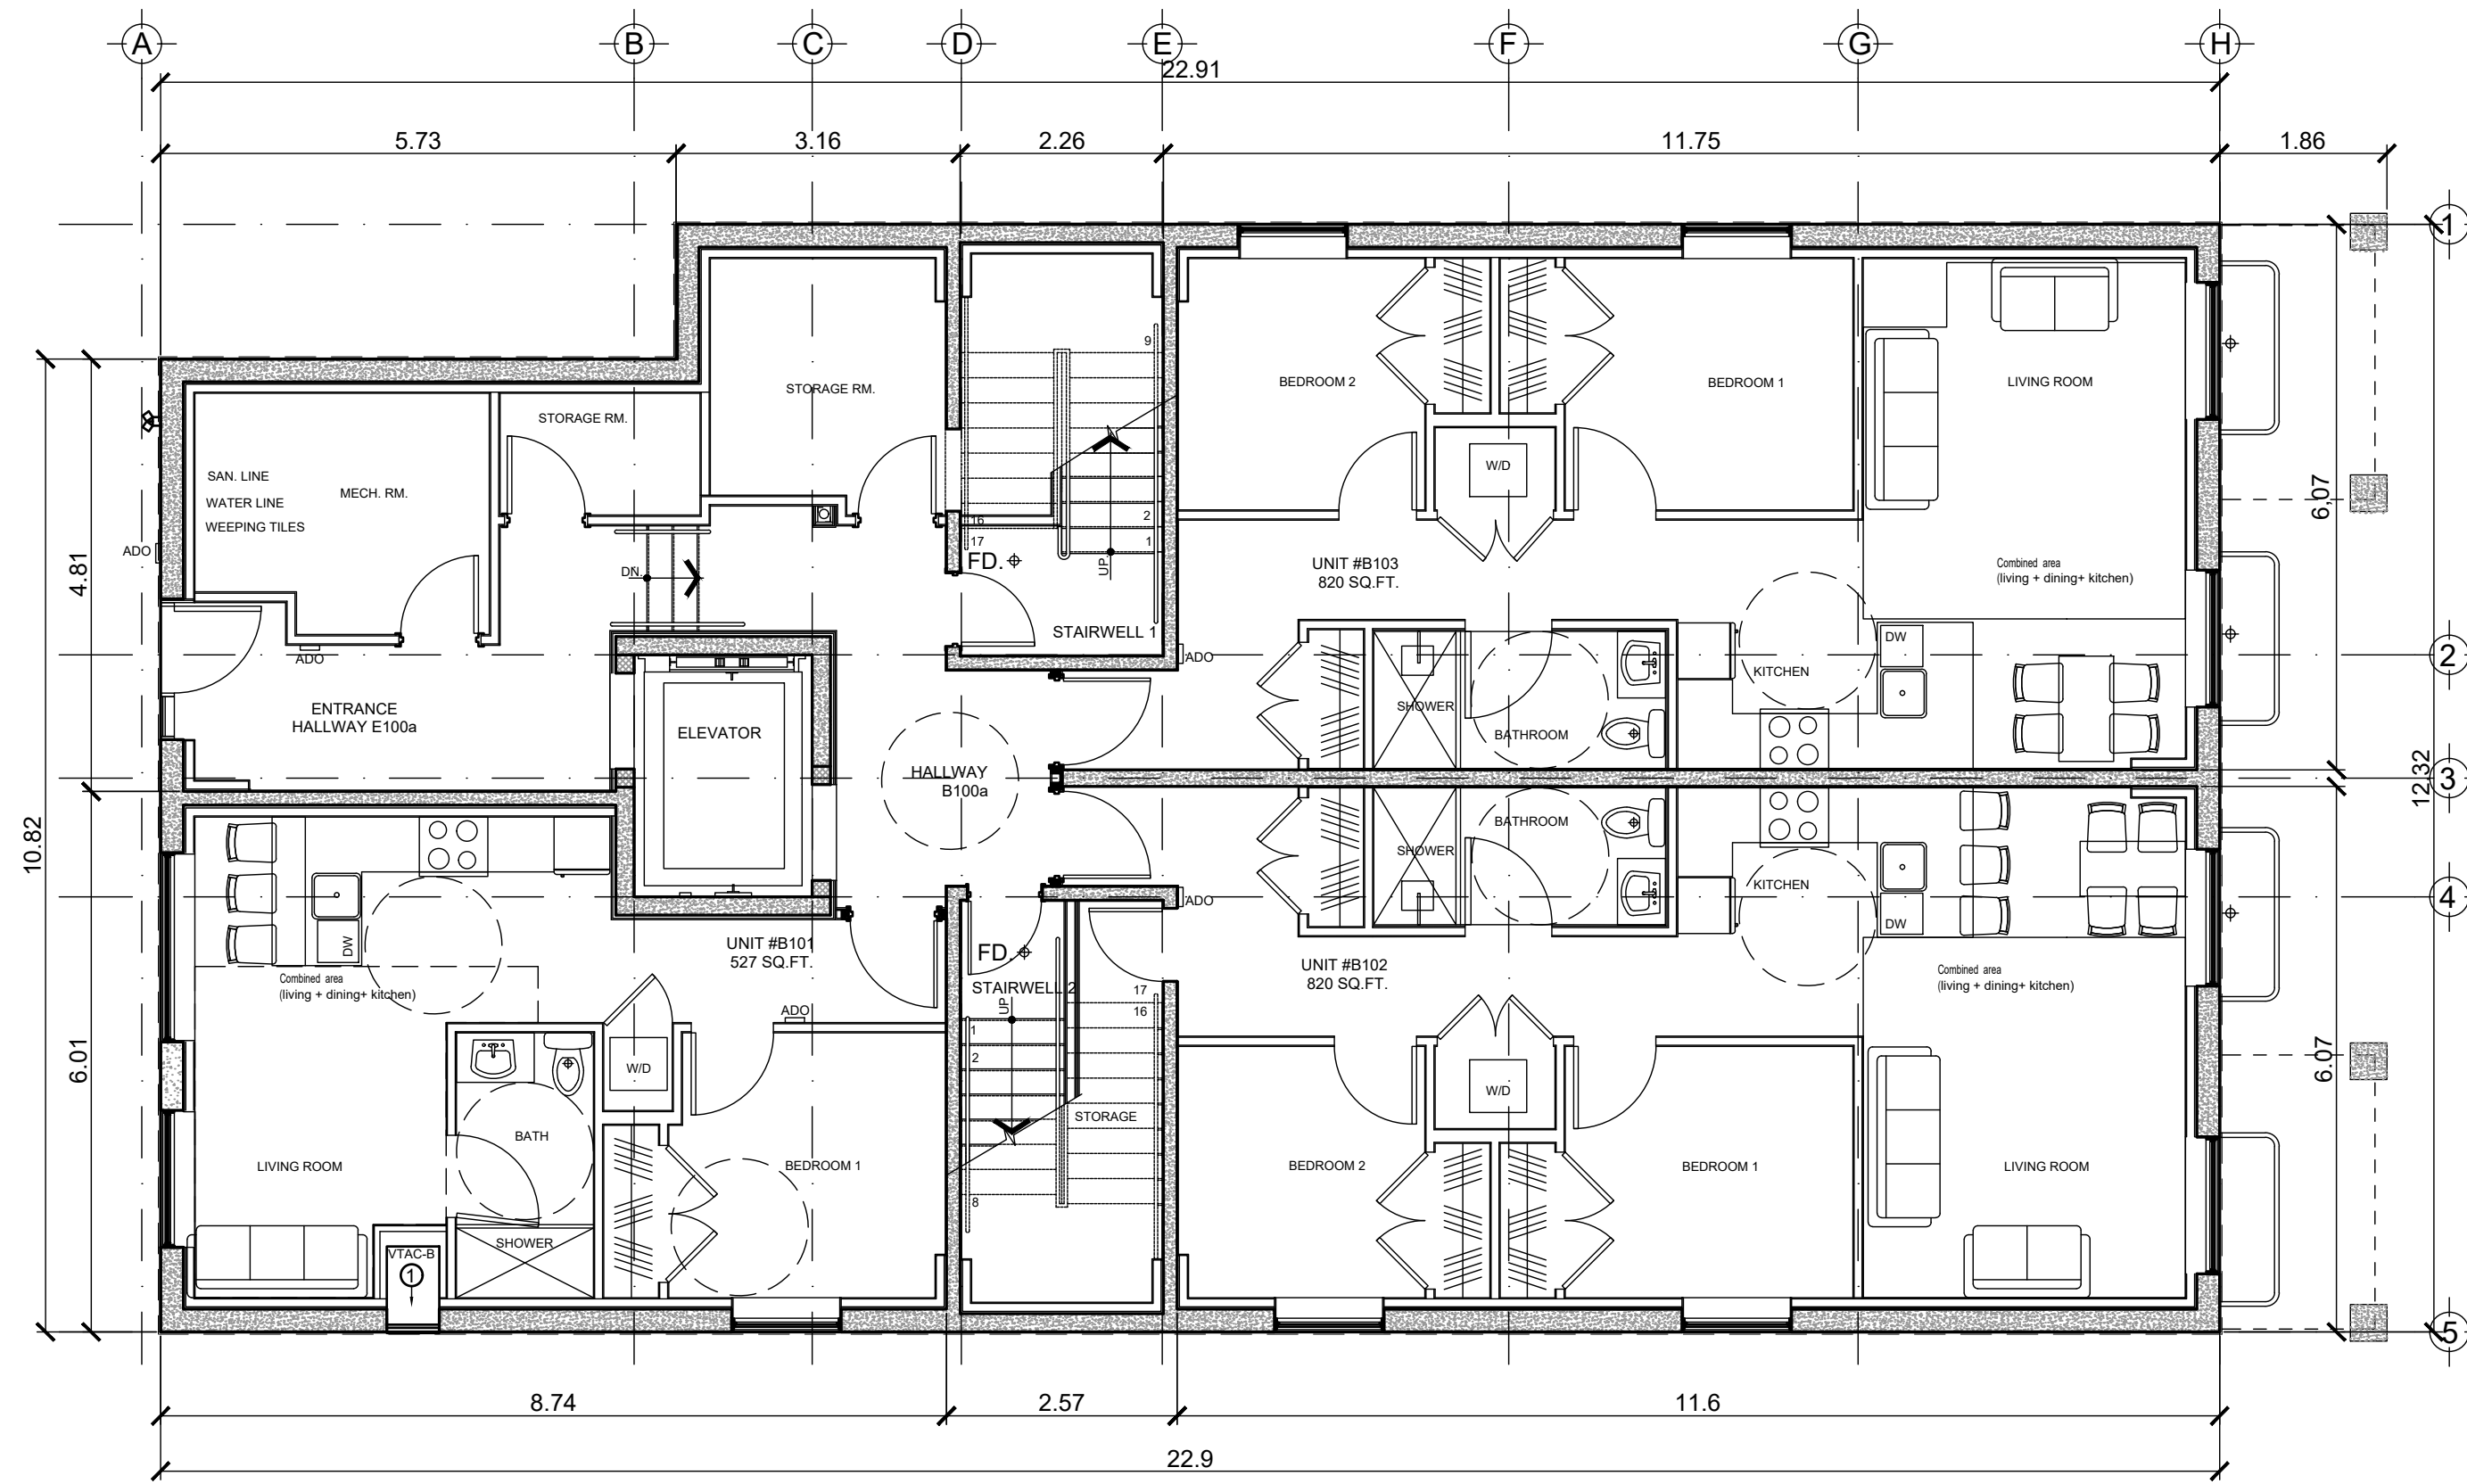 A B C D E F G H
22.91
5.73 3.16 2.26 11.75 1.86
1
9
STORAGE RM.
BEDROOM 2
BEDROOM 1
LIVING ROOM
STORAGE RM.
SAN. LINE
WATER LINE
WEEPING TILES
MECH. RM.
W/D
6,07
2
16
17
1
ADO
4.81
DN.
FD.
UP
UNIT #B103
820 SQ.FT.
Combined area
(living + dining+ kitchen)
STAIRWELL 1
ADO
ADO
DW
2
KITCHEN
ENTRANCE
HALLWAY E100a
ELEVATOR
SHOWER
BATHROOM
HALLWAY
B100a
12.32
3
10.82
BATHROOM
SHOWER
KITCHEN
ADO
DW
4
DW
UNIT #B101
527 SQ.FT.
FD.
Combined area
(living + dining+ kitchen)
STAIRWELL 2
UNIT #B102
820 SQ.FT.
Combined area
(living + dining+ kitchen)
17
16
UP
ADO
1
2
6.01
6.07
W/D
W/D
STORAGE
BATH
LIVING ROOM
BEDROOM 1
BEDROOM 2
BEDROOM 1
LIVING ROOM
8
SHOWER
VTAC-B
1
5
8.74 2.57 11.6
22.9